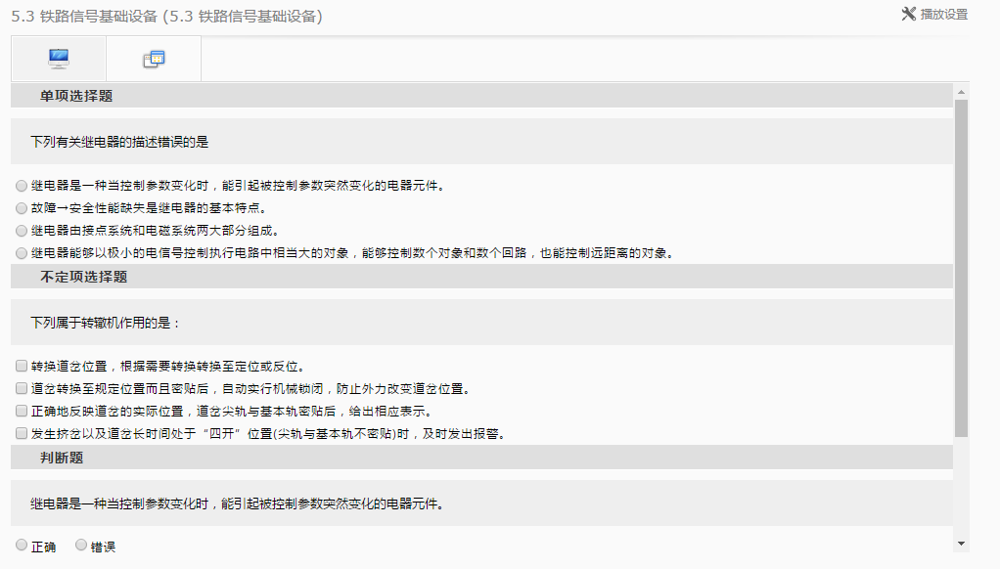 5.3 铁路信号基础设备 (5.3 铁路信号基础设备)
播放设置
单项选择题
下列有关继电器的描述错误的是
继电器是一种当控制参数变化时，能引起被控制参数突然变化的电器元件。
故障→安全性能缺失是继电器的基本特点。
继电器由接点系统和电磁系统两大部分组成。
继电器能够以极小的电信号控制执行电路中相当大的对象，能够控制数个对象和数个回路，也能控制远距离的对象。
不定项选择题
下列属于转辙机作用的是：
转换道岔位置，根据需要转换转换至定位或反位。
道岔转换至规定位置而且密贴后，自动实行机械锁闭，防止外力改变道岔位置。
正确地反映道岔的实际位置，道岔尖轨与基本轨密贴后，给出相应表示。
发生挤岔以及道岔长时间处于“四开”位置(尖轨与基本轨不密贴)时，及时发出报警。
判断题
继电器是一种当控制参数变化时，能引起被控制参数突然变化的电器元件。
正确 错误